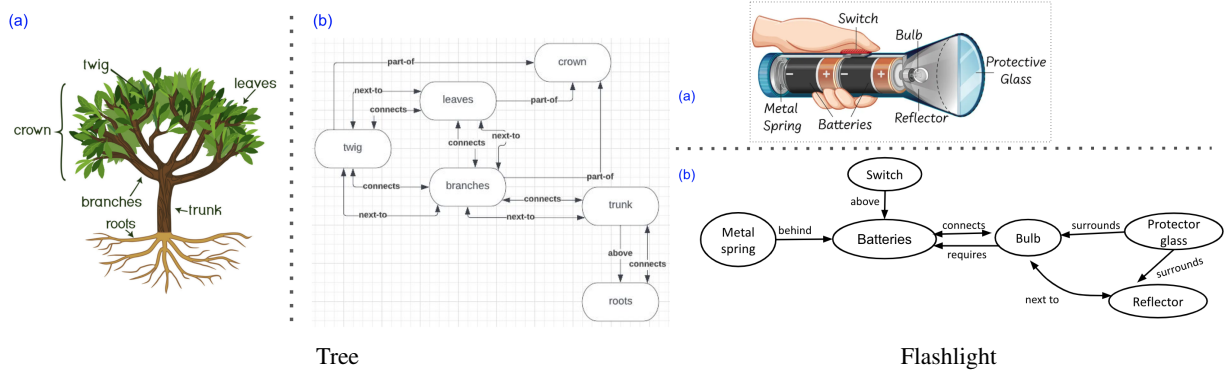 (a)
twig
leaves
crown
branches
trunk
roots
(b)
part-of
crown
next-to
leaves
part-of
connects
next-to
connects
twig
part-of
connects
branches
connects
trunk
next-to
next-to
above
connects
roots
Tree
Switch
Bulb
Protective
Glass
(a)
-
+
-
+
Metal
Spring
Batteries
Reflector
(b)
Switch
above
Metal
spring
behind
Batteries
connects
requires
Bulb
surrounds
Protector
glass
surrounds
next to
Reflector
Flashlight